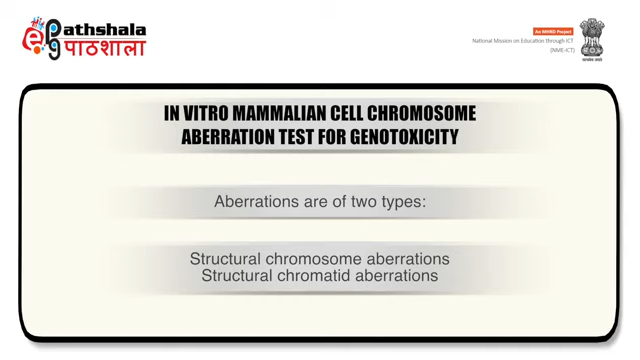 ePG Pathshala
पाठशाला
An MHRD Project
National Mission on Education through ICT
(NME-ICT)
IN VITRO MAMMALIAN CELL CHROMOSOME
ABERRATION TEST FOR GENOTOXICITY
Aberrations are of two types:
Structural chromosome aberrations
Structural chromatid aberrations